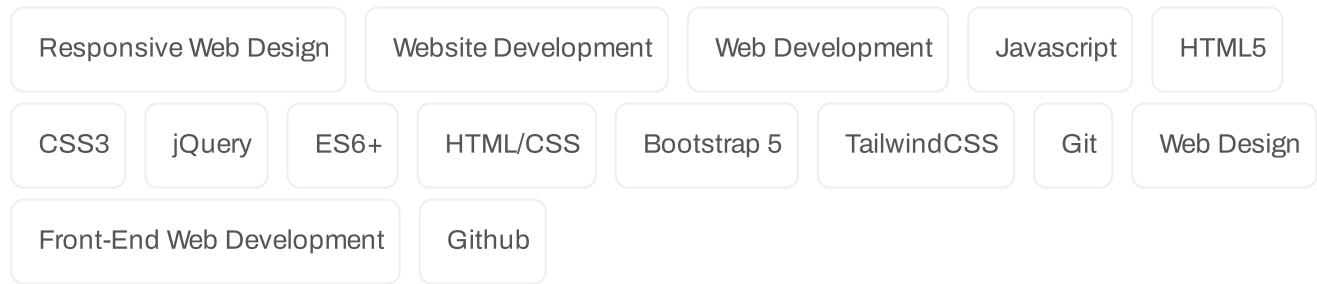 Responsive Web Design Website Development Web Development Javascript HTML5
CSS3 jQuery ES6+ HTML/CSS Bootstrap 5 TailwindCSS Git Web Design
Front-End Web Development Github